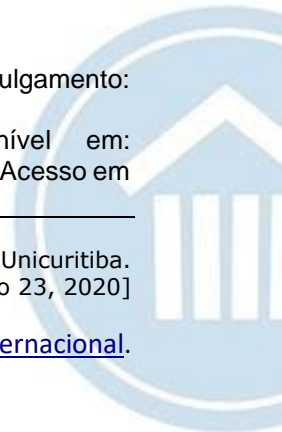 ulgamento:
nível em:
Acesso em
Unicuritiba.
o 23, 2020]
ernacional.